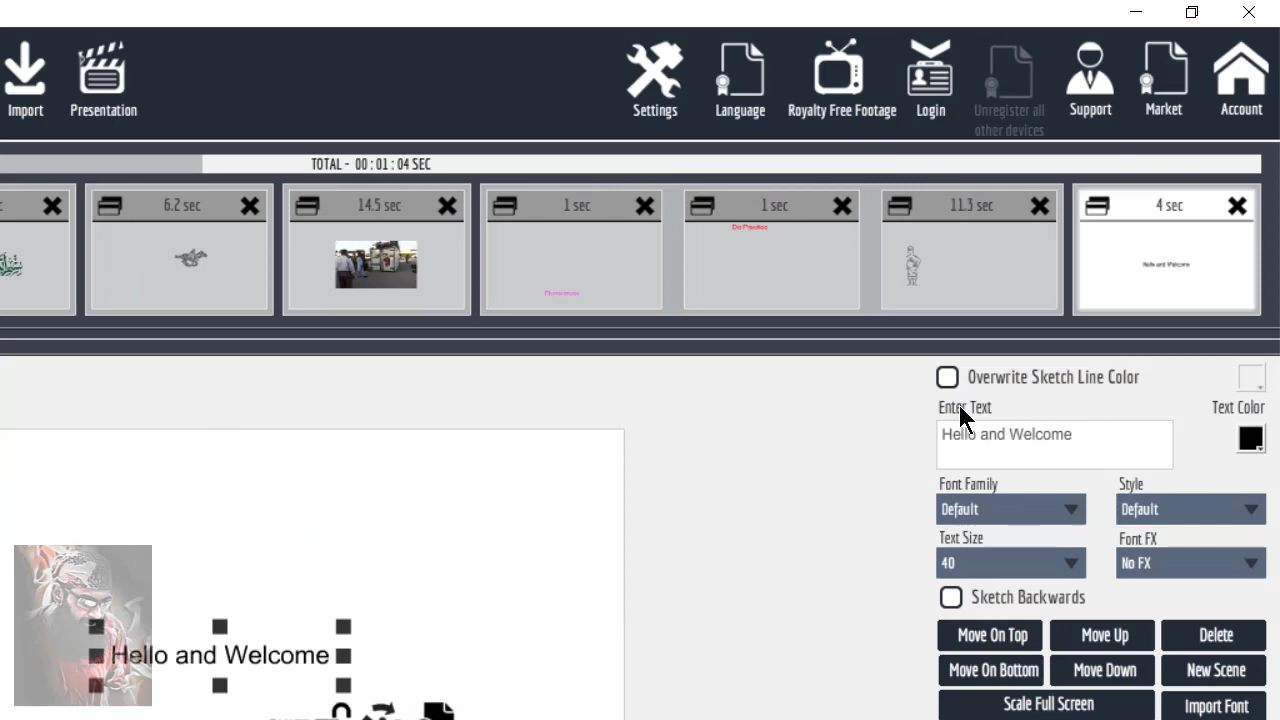 Import
Presentation
Settings
Language
Royalty Free Footage
Login
Unregister all
other devices
Support
Market
Account
TOTAL - 00 : 01 : 04 SEC
6.2 sec
14.5 sec
1 sec
1 sec
11.3 sec
4 sec
Hello and Welcome
Overwrite Sketch Line Color
Enter Text
Text Color
Hello and Welcome
Font Family
Style
Default
Default
Text Size
Font FX
40
No FX
Sketch Backwards
Move On Top
Move Up
Delete
Hello and Welcome
Move On Bottom
Move Down
New Scene
Scale Full Screen
Import Font